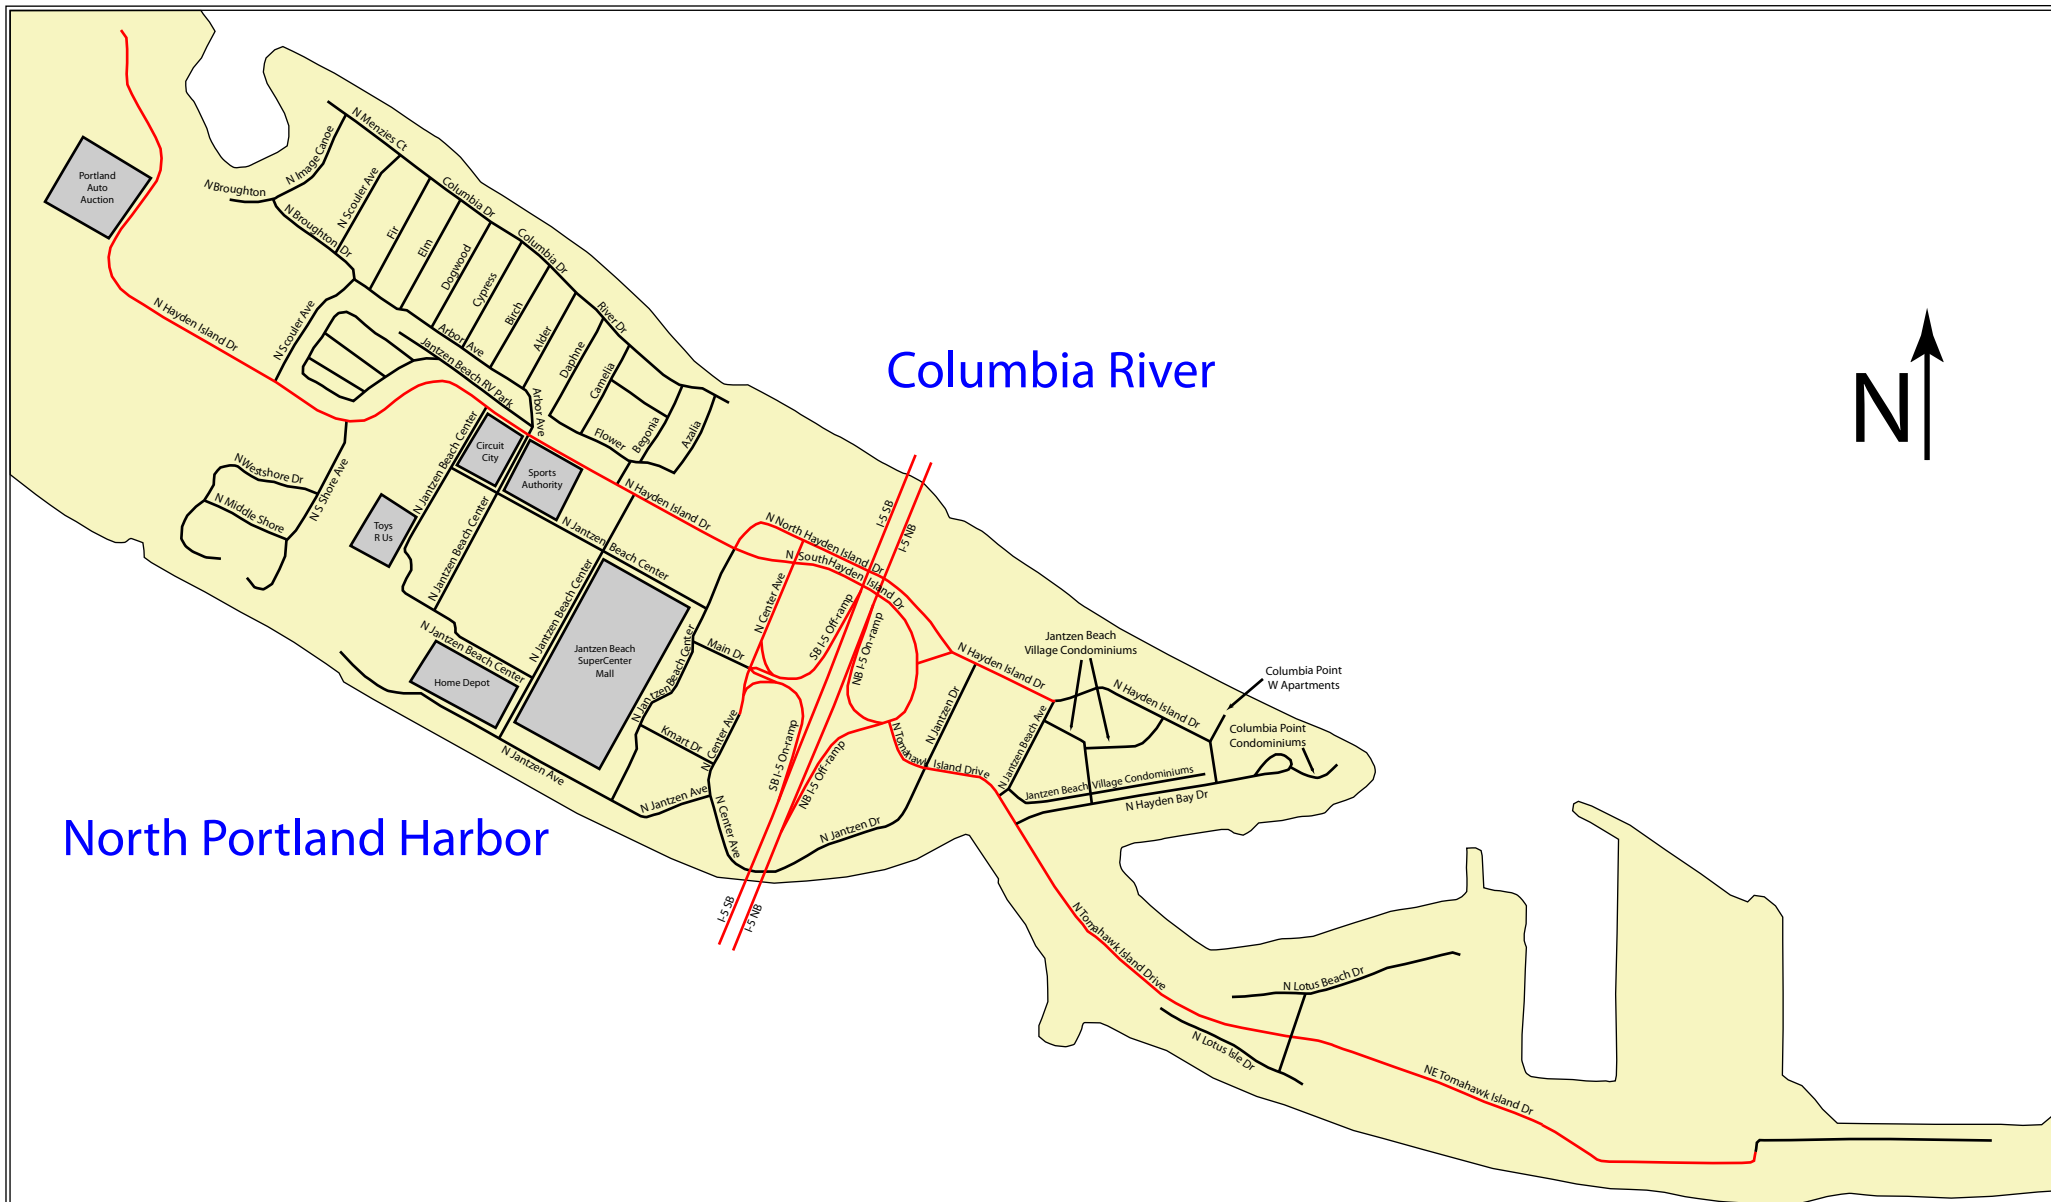 Portland
Auto
Auction
N Broughton
N Image Canoe
N Menzies Ct
N Scouler Ave
N Broughton Dr
Columbia Dr
Columbia Dr
River Dr
Fir
Elm
Dogwood
Cypress
Birch
Alder
Daphne
Camelia
Begonia
Azalia
Flower
Arbor Ave
Arbor Ave
Jantzen Beach RV Park
N Scouler Ave
N Hayden Island Dr
N Westshore Dr
N Middle Shore
N S Shore Ave
Circuit
City
Sports
Authority
Toys
R Us
N Jantzen Beach Center
N Jantzen Beach Center
N Jantzen Beach Center
N Jantzen Beach Center
N Jantzen Beach Center
N Jantzen Beach Center
Home Depot
Jantzen Beach
SuperCenter
Mall
N Hayden Island Dr
N North Hayden Island Dr
N SouthHayden Island Dr
I-5 SB
I-5 NB
N Center Ave
SB I-5 Off-ramp
NB I-5 On-ramp
Main Dr
Kmart Dr
N Center Ave
SB I-5 On-ramp
NB I-5 Off-ramp
N Jantzen Ave
N Jantzen Ave
N Center Ave
N Jantzen Dr
N Jantzen Dr
I-5 SB
I-5 NB
N Tomahawk Island Drive
N Hayden Island Dr
N Jantzen Beach Ave
Jantzen Beach
Village Condominiums
N Hayden Island Dr
Columbia Point
W Apartments
Columbia Point
Condominiums
Jantzen Beach Village Condominiums
N Hayden Bay Dr
N Tomahawk Island Drive
N Lotus Beach Dr
N Lotus Isle Dr
NE Tomahawk Island Dr
Columbia River
North Portland Harbor
N